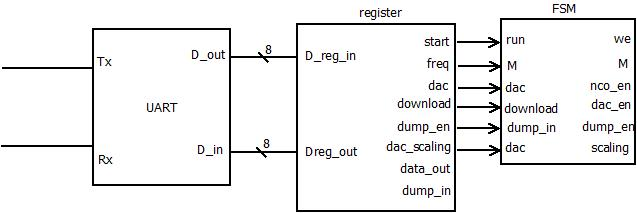 register
FSM
Tx
D_out
8
UART
Rx
D_in
8
D_reg_in
start
freq
dac
download
dump_en
Dreg_out
dac_scaling
data_out
dump_in
run
we
M
M
dac
nco_en
download
dac_en
dump_in
dump_en
dac
scaling